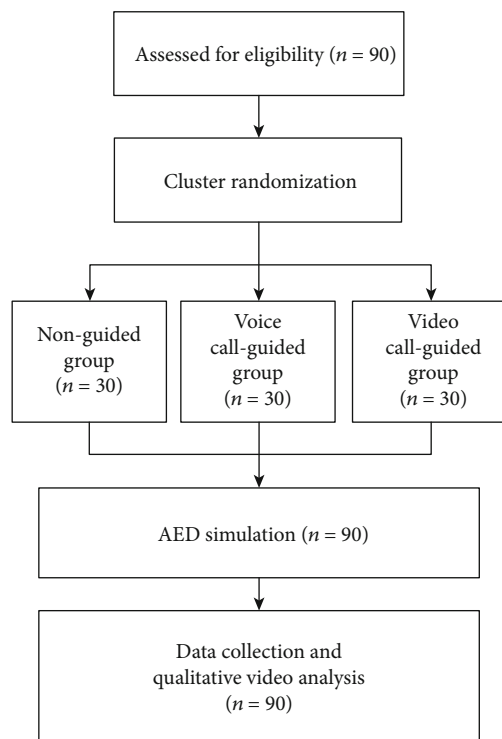 Assessed for eligibility (n = 90)
Cluster randomization
Non-guided
group
(n = 30)
Voice
call-guided
group
(n = 30)
Video
call-guided
group
(n = 30)
AED simulation (n = 90)
Data collection and
qualitative video analysis
(n = 90)